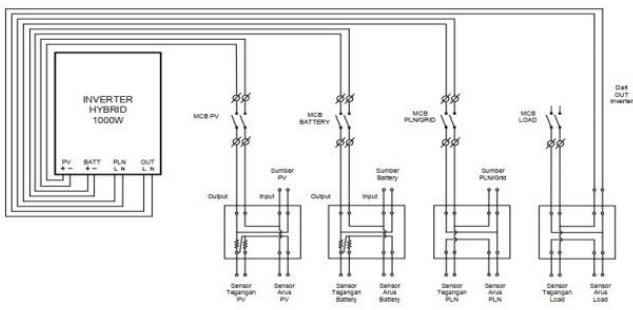 INVERTER
HYBRID
1000W
PV BATT PLN OUT
+ − + − L N L N
MCB PV
MCB
BATTERY
MCB
PLN/GRID
MCB
LOAD
Dari
OUT
Inverter
Sumber
PV
Sumber
Battery
Sumber
PLN/Grid
Output Input
Output Input
Sensor
Tegangan
PV
Sensor
Arus
PV
Sensor
Tegangan
Battery
Sensor
Arus
Battery
Sensor
Tegangan
PLN
Sensor
Arus
PLN
Sensor
Tegangan
Load
Sensor
Arus
Load